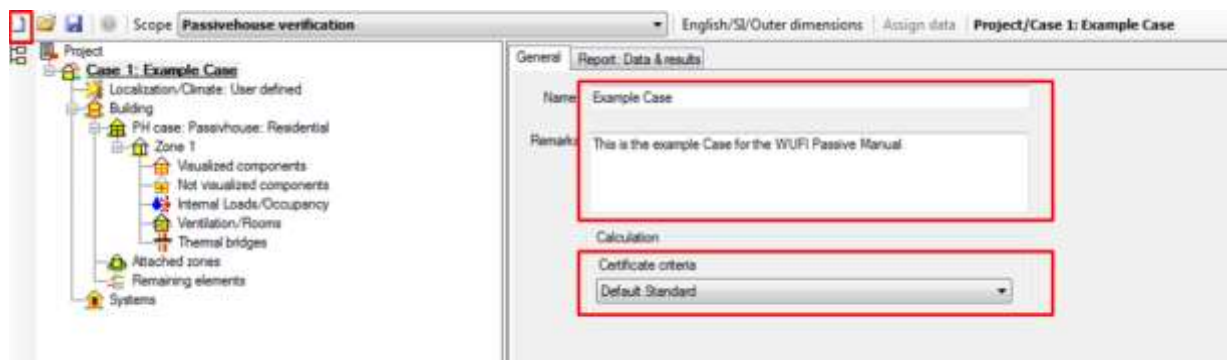 Scope Passivehouse verification English/SI/Outer dimensions Assign data Project/Case 1: Example Case
Project
Case 1: Example Case
Localization/Climate: User defined
Building
PH case: Passivhouse: Residential
Zone 1
Visualized components
Not visualized components
Internal Loads/Occupancy
Ventilation/Rooms
Thermal bridges
Attached zones
Remaining elements
Systems
General Report: Data & results
Name Example Case
Remarks This is the example Case for the WUFI Passive Manual
Calculation
Certificate criteria
Default Standard